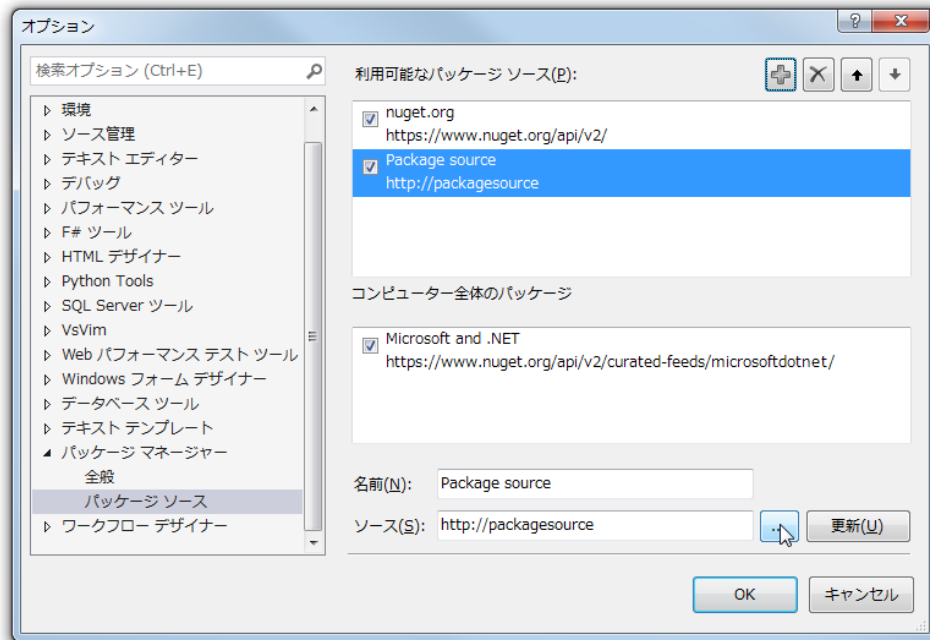 オプション
検索オプション (Ctrl+E)
環境
ソース管理
テキスト エディター
デバッグ
パフォーマンス ツール
F# ツール
HTML デザイナー
Python Tools
SQL Server ツール
VsVim
Web パフォーマンス テスト ツール
Windows フォーム デザイナー
データベース ツール
テキスト テンプレート
パッケージ マネージャー
全般
パッケージ ソース
ワークフロー デザイナー
利用可能なパッケージ ソース(P):
nuget.org
https://www.nuget.org/api/v2/
Package source
http://packagesource
コンピューター全体のパッケージ
Microsoft and .NET
https://www.nuget.org/api/v2/curated-feeds/microsoftdotnet/
名前(N): Package source
ソース(S): http://packagesource ... 更新(U)
OK キャンセル